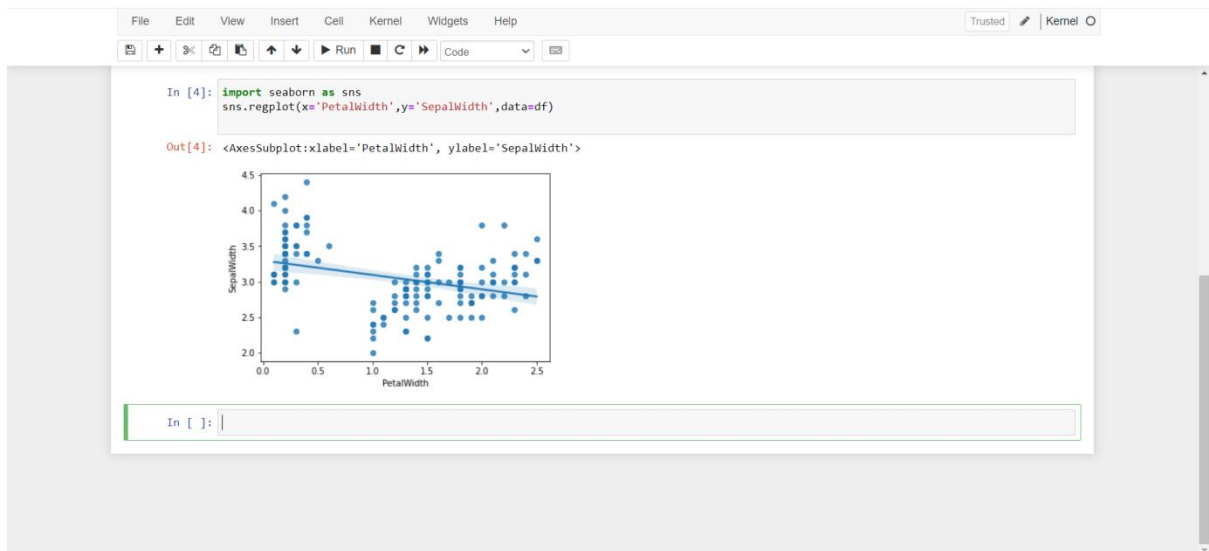 File Edit View Insert Cell Kernel Widgets Help Trusted Kernel
Run Code
In [4]: import seaborn as sns
sns.regplot(x='PetalWidth',y='SepalWidth',data=df)
Out[4]: <AxesSubplot:xlabel='PetalWidth', ylabel='SepalWidth'>
4.5
4.0
3.5
3.0
2.5
2.0
SepalWidth
0.0 0.5 1.0 1.5 2.0 2.5
PetalWidth
In [ ]: